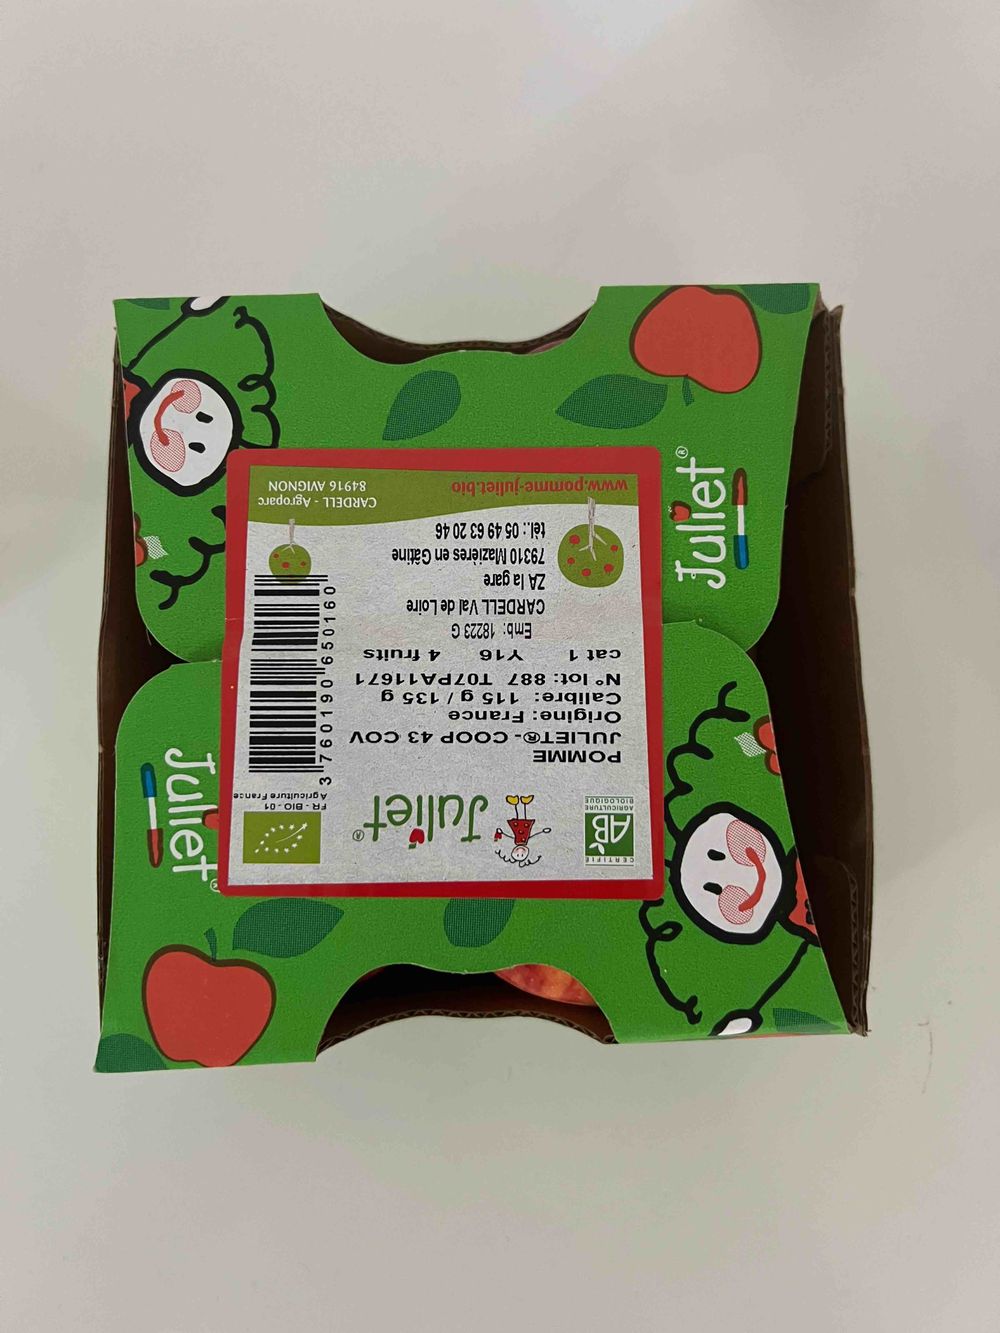 CERTIFIÉ
AB
AGRICULTURE
BIOLOGIQUE
Juliet®
FR - BIO - 01
Agriculture France
POMME
JULIET® - COOP 43 COV
Origine: France
Calibre: 115 g / 135 g
N° lot: 887 T07PA11671
cat 1 Y16 4 fruits
Emb: 18223 G
CARDELL Val de Loire
ZA la gare
79310 Mazières en Gâtine
tél.: 05 49 63 20 46
3 760190 650160
www.pomme-juliet.bio
CARDELL - Agroparc
84916 AVIGNON
Juliet®
Juliet®